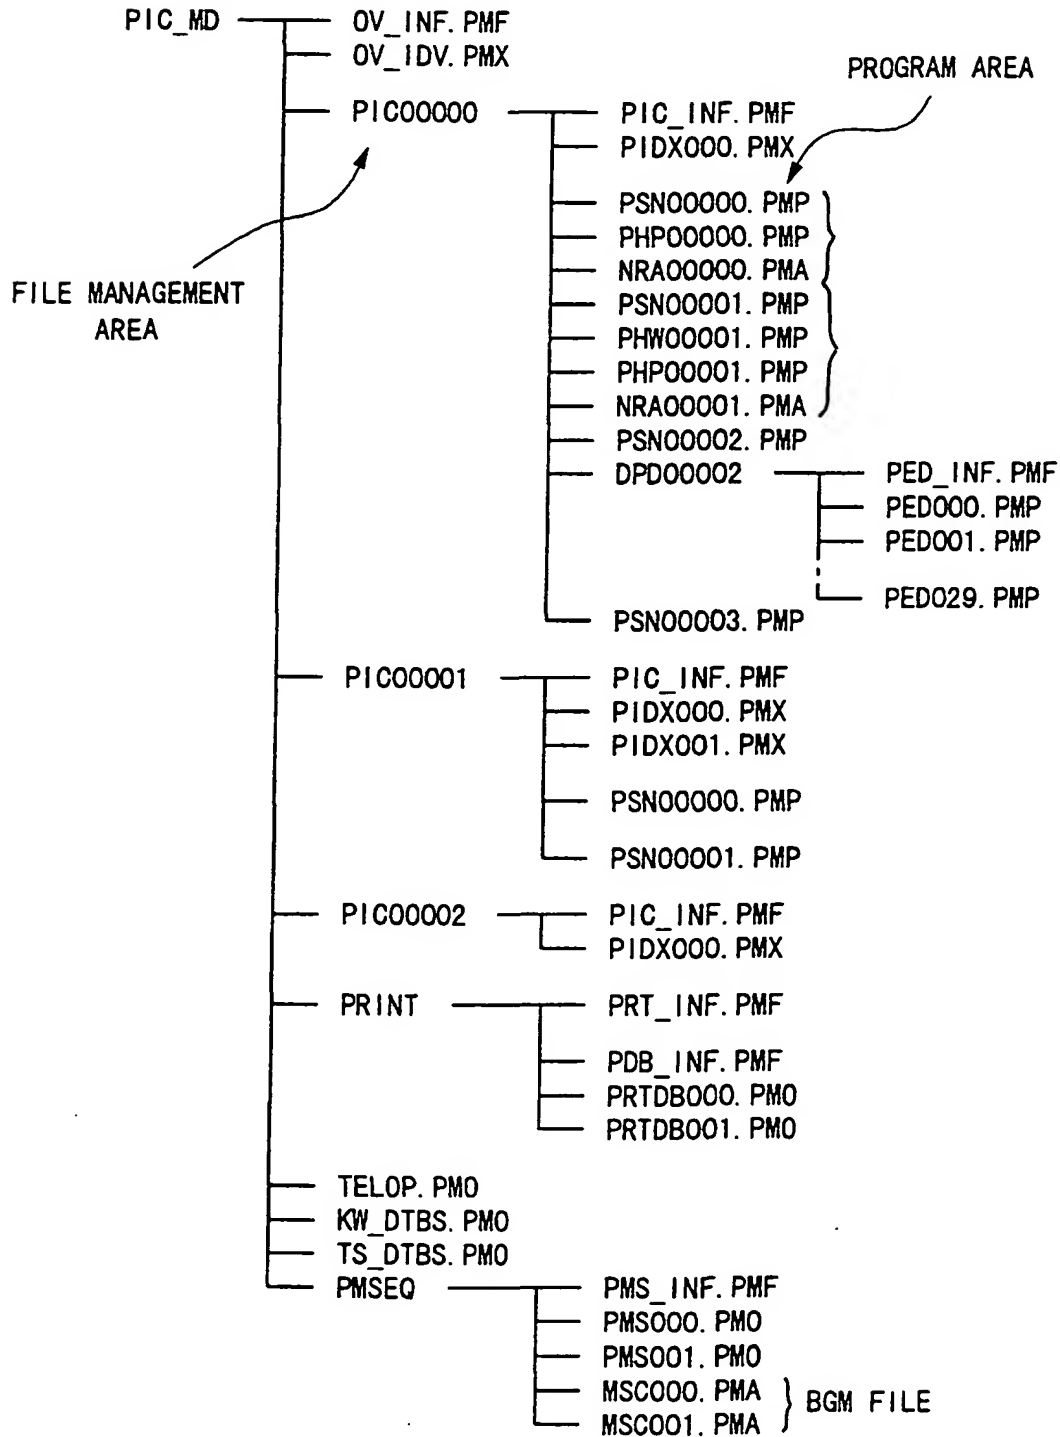 PIC_MD
OV_INF. PMF
OV_IDV. PMX
PROGRAM AREA
PIC00000
PIC_INF. PMF
PIDX000. PMX
PSN00000. PMP
PHP00000. PMP
NRA00000. PMA
FILE MANAGEMENT
AREA
PSN00001. PMP
PHW00001. PMP
PHP00001. PMP
NRA00001. PMA
PSN00002. PMP
DPD00002
PED_INF. PMF
PED000. PMP
PED001. PMP
PED029. PMP
PSN00003. PMP
PIC00001
PIC_INF. PMF
PIDX000. PMX
PIDX001. PMX
PSN00000. PMP
PSN00001. PMP
PIC00002
PIC_INF. PMF
PIDX000. PMX
PRINT
PRT_INF. PMF
PDB_INF. PMF
PRTDB000. PMO
PRTDB001. PMO
TELOP. PMO
KW_DTBS. PMO
TS_DTBS. PMO
PMSEQ
PMS_INF. PMF
PMS000. PMO
PMS001. PMO
MSC000. PMA
MSC001. PMA
BGM FILE